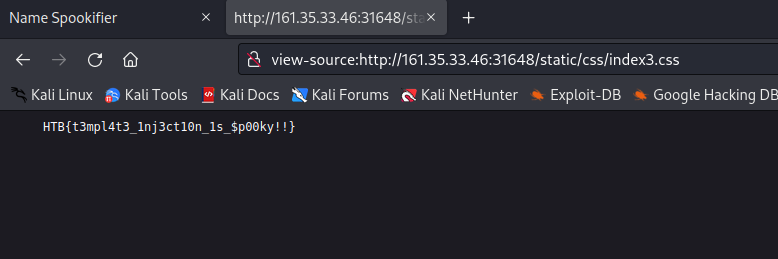 Name Spookifier
http://161.35.33.46:31648/sta
view-source:http://161.35.33.46:31648/static/css/index3.css
Kali Linux Kali Tools Kali Docs Kali Forums Kali NetHunter Exploit-DB Google Hacking DB
HTB{t3mpl4t3_1nj3ct10n_1s_$p00ky!!}